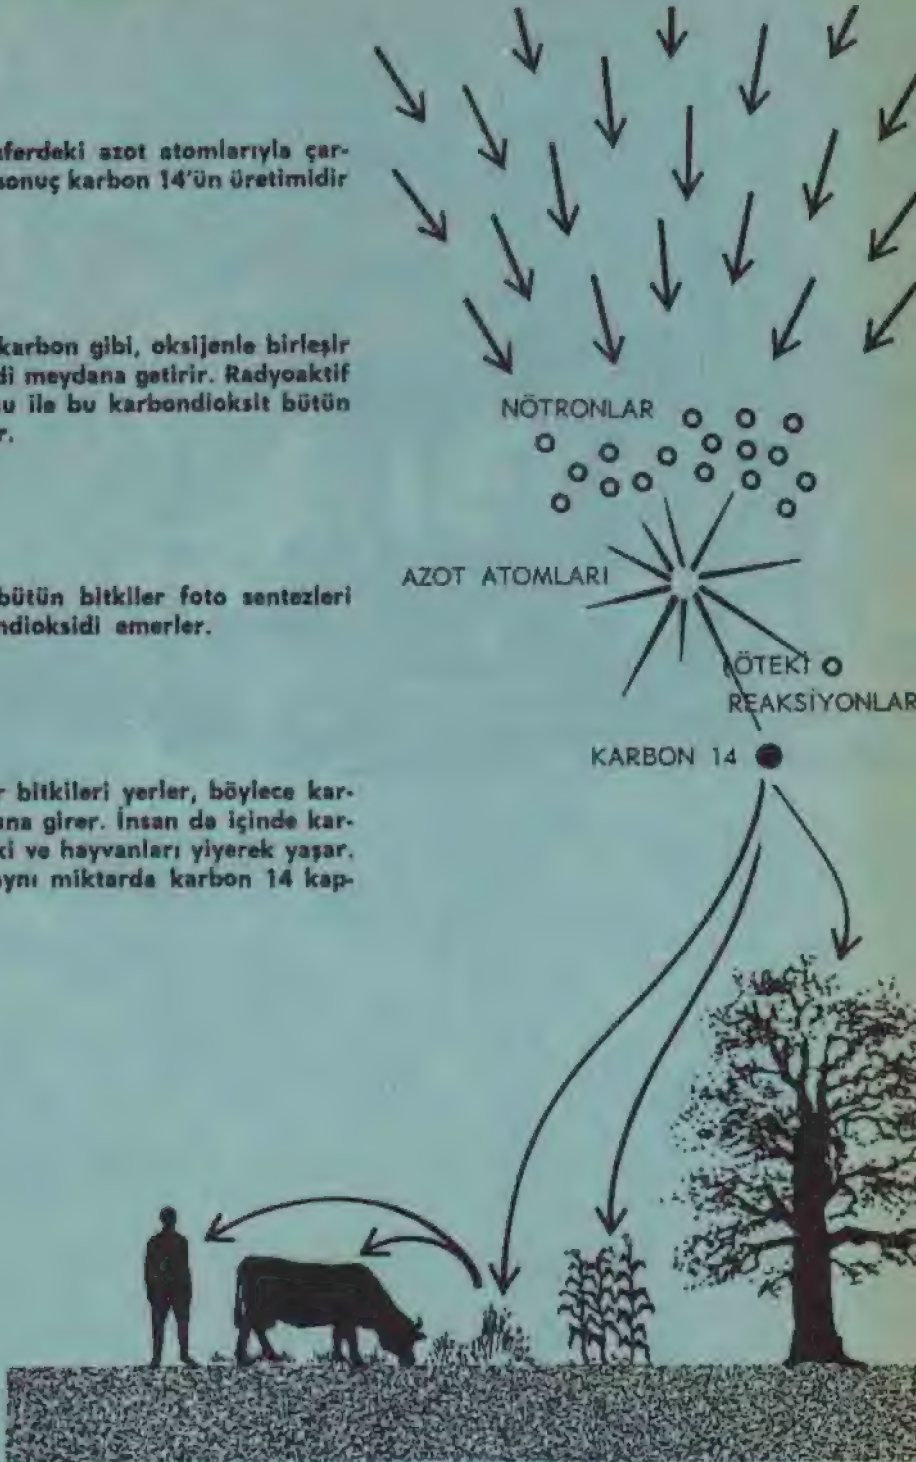 ferdeki azot atomlarıyla çar-
sonuç karbon 14'ün üretimidir
karbon gibi, oksijenle birleşir
di meydana getirir. Radyoaktif
u ile bu karbondioksit bütün
r.
NÖTRONLAR
AZOT ATOMLARI
bütün bitkiler foto sentezleri
ndioksidi emerler.
ÖTEKİ
REAKSİYONLAR
KARBON 14
r bitkileri yerler, böylece kar-
una girer. İnsan da içinde kar-
ki ve hayvanları yiyerek yaşar.
aynı miktarda karbon 14 kap-